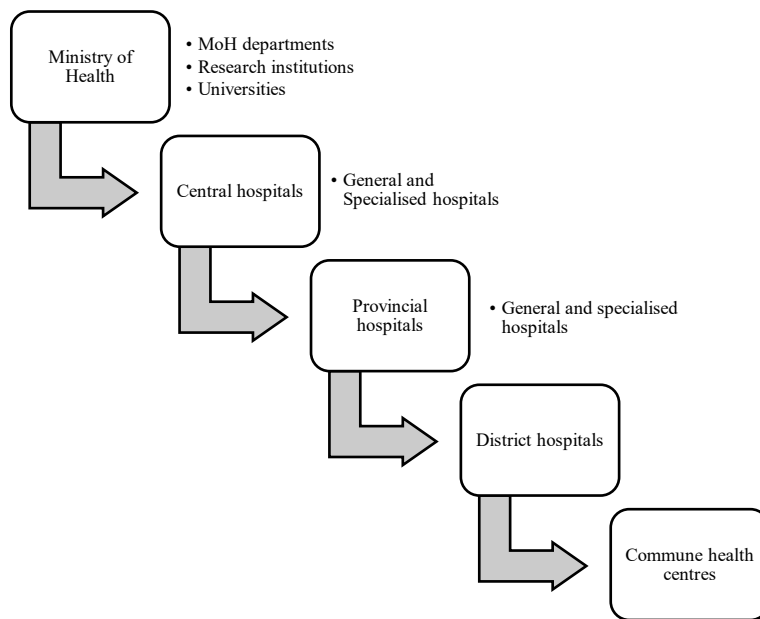 Ministry of
Health
• MoH departments
• Research institutions
• Universities
Central hospitals
• General and
Specialised hospitals
Provincial
hospitals
• General and specialised
hospitals
District hospitals
Commune health
centres